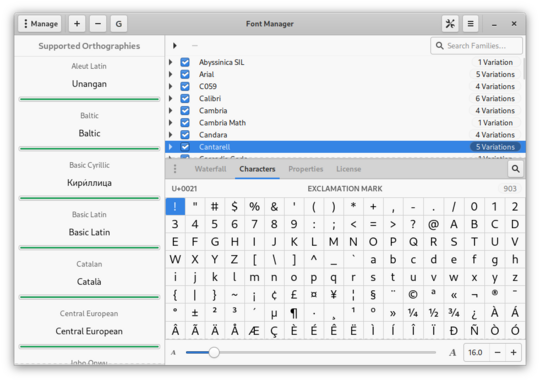 Manage + − G Font Manager
Supported Orthographies
Search Families...
Aleut Latin
Unangan
Baltic
Baltic
Basic Cyrillic
Кириллица
Basic Latin
Basic Latin
Catalan
Català
Central European
Central European
Abyssinica SIL 1 Variation
Arial 5 Variations
C059 4 Variations
Calibri 6 Variations
Cambria 4 Variations
Cambria Math 1 Variation
Candara 4 Variations
Cantarell 5 Variations
Waterfall Characters Properties License
U+0021 EXCLAMATION MARK 903
! " # $ % & ' ( ) * + , - . / 0 1 2
3 4 5 6 7 8 9 : ; < = > ? @ A B C D
E F G H I J K L M N O P Q R S T U V
W X Y Z [ \ ] ^ _ ` a b c d e f g h
i j k l m n o p q r s t u v w x y z
{ | } ~ ¡ ¢ £ ¤ ¥ ¦ § ¨ © ª « ¬ ® ¯
° ± ² ³ ´ µ ¶ · ¸ ¹ º » ¼ ½ ¾ ¿ À Á
Â Ã Ä Å Æ Ç È É Ê Ë Ì Í Î Ï Ð Ñ Ò Ó
A A 16.0 − +